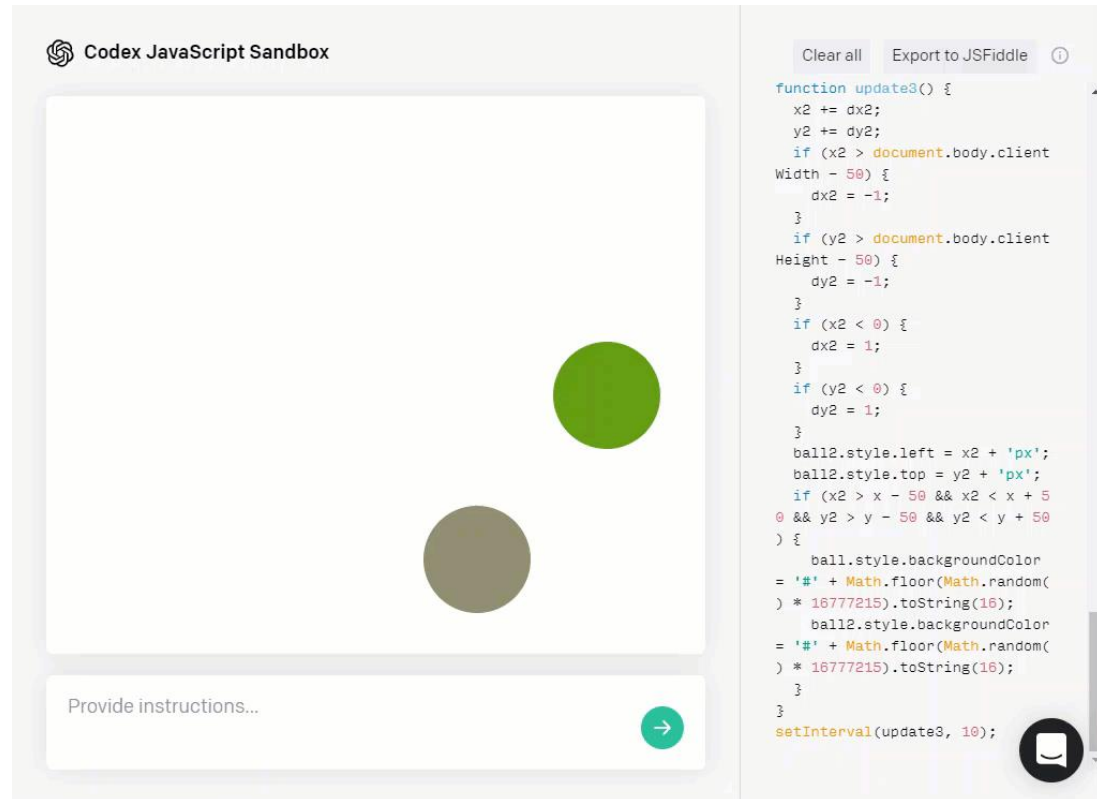 Codex JavaScript Sandbox
Clear all Export to JSFiddle
function update3() {
  x2 += dx2;
  y2 += dy2;
  if (x2 > document.body.client
Width - 50) {
    dx2 = -1;
  }
  if (y2 > document.body.client
Height - 50) {
    dy2 = -1;
  }
  if (x2 < 0) {
    dx2 = 1;
  }
  if (y2 < 0) {
    dy2 = 1;
  }
  ball2.style.left = x2 + 'px';
  ball2.style.top = y2 + 'px';
  if (x2 > x - 50 && x2 < x + 5
0 && y2 > y - 50 && y2 < y + 50
) {
    ball.style.backgroundColor
= '#' + Math.floor(Math.random(
) * 16777215).toString(16);
    ball2.style.backgroundColor
= '#' + Math.floor(Math.random(
) * 16777215).toString(16);
  }
}
setInterval(update3, 10);
Provide instructions...